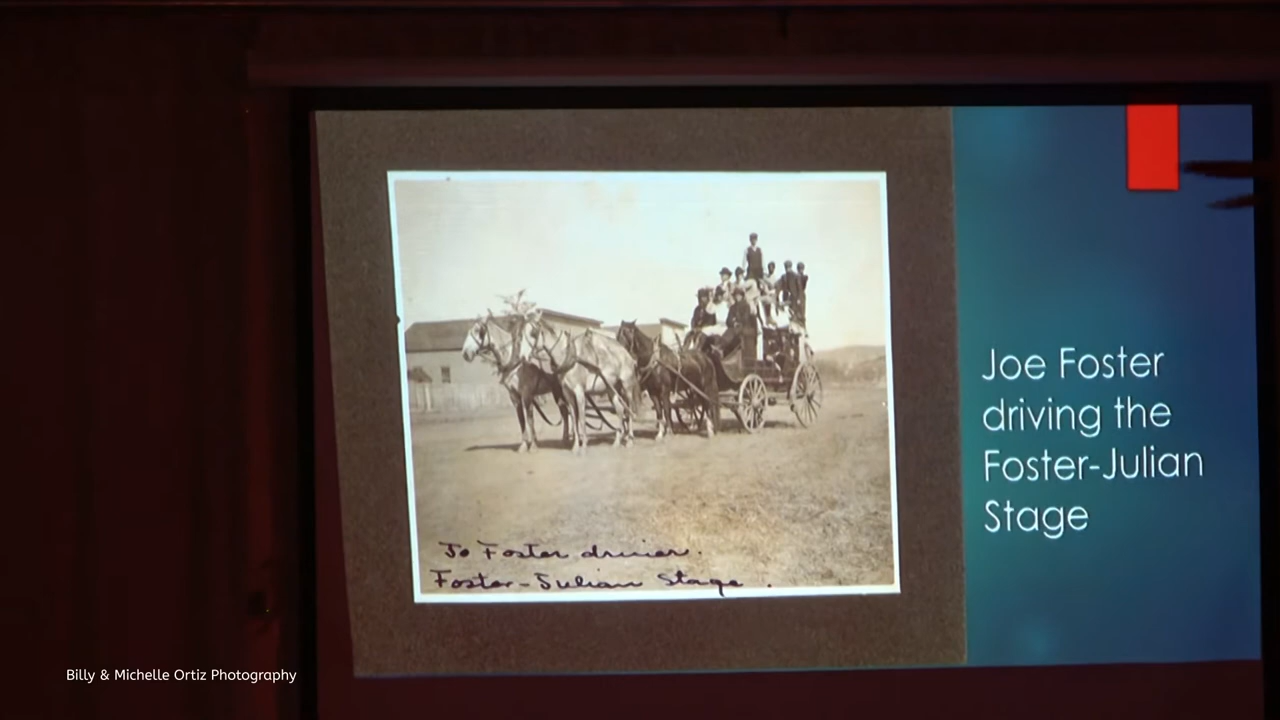 Joe Foster
driving the
Foster-Julian
Stage
Jo Foster driver.
Foster-Julian Stage.
Billy & Michelle Ortiz Photography